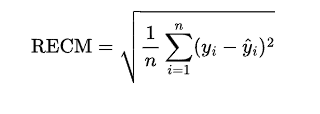 RECM = \sqrt{\frac{1}{n} \sum_{i=1}^{n} (y_i - \hat{y}_i)^2}